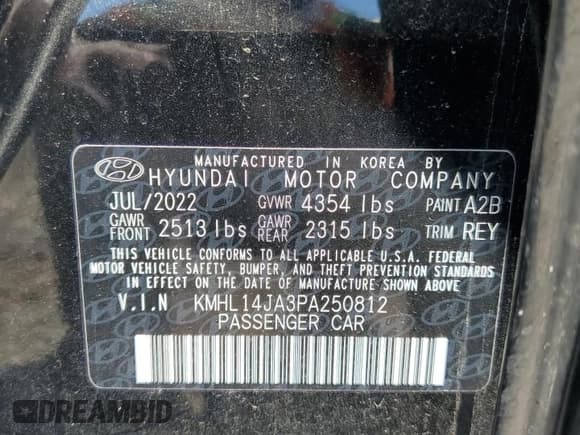 MANUFACTURED IN KOREA BY
HYUNDAI MOTOR COMPANY
JUL/2022 GVWR 4354 lbs PAINT A2B
GAWR FRONT 2513 lbs GAWR REAR 2315 lbs TRIM REY
THIS VEHICLE CONFORMS TO ALL APPLICABLE U.S.A. FEDERAL
MOTOR VEHICLE SAFETY, BUMPER, AND THEFT PREVENTION STANDARDS
IN EFFECT ON THE DATE OF MANUFACTURE SHOWN ABOVE
V.I.N KMHL14JA3PA250812
PASSENGER CAR
DREAMBID